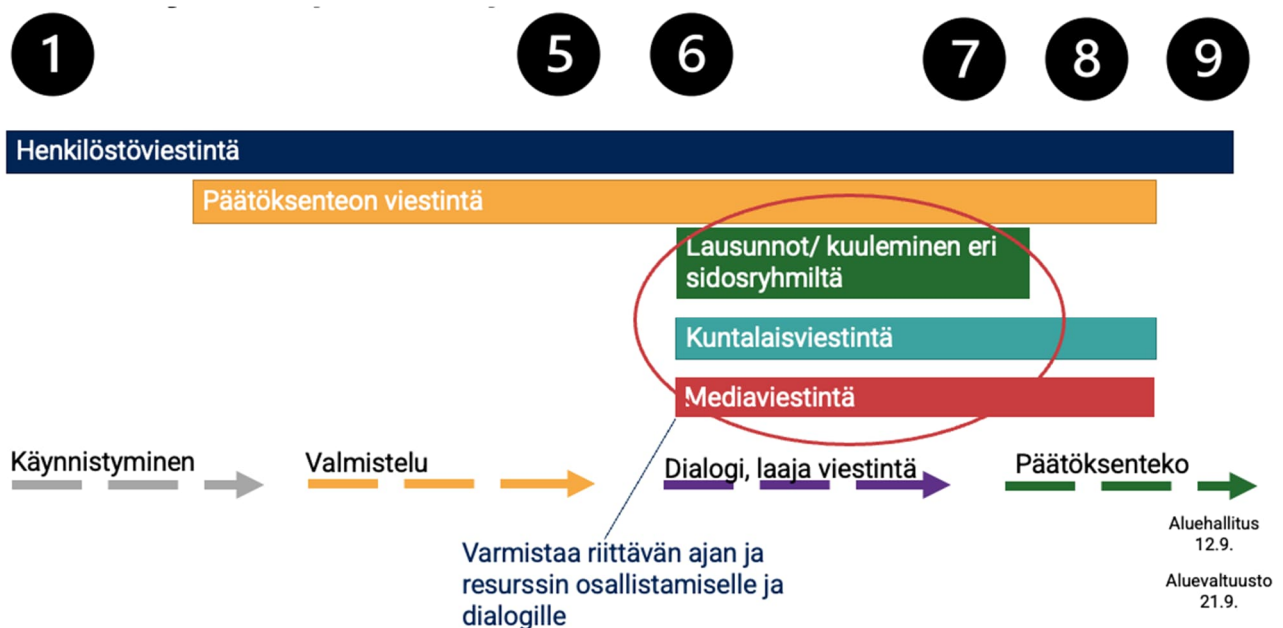 1 5 6 7 8 9
Henkilöstöviestintä
Päätöksenteon viestintä
Lausunnot/ kuuleminen eri
sidosryhmiltä
Kuntalaisviestintä
Mediaviestintä
Käynnistyminen
Valmistelu
Dialogi, laaja viestintä
Päätöksenteko
Aluehallitus
12.9.
Aluevaltuusto
21.9.
Varmistaa riittävän ajan ja
resurssin osallistamiselle ja
dialogille